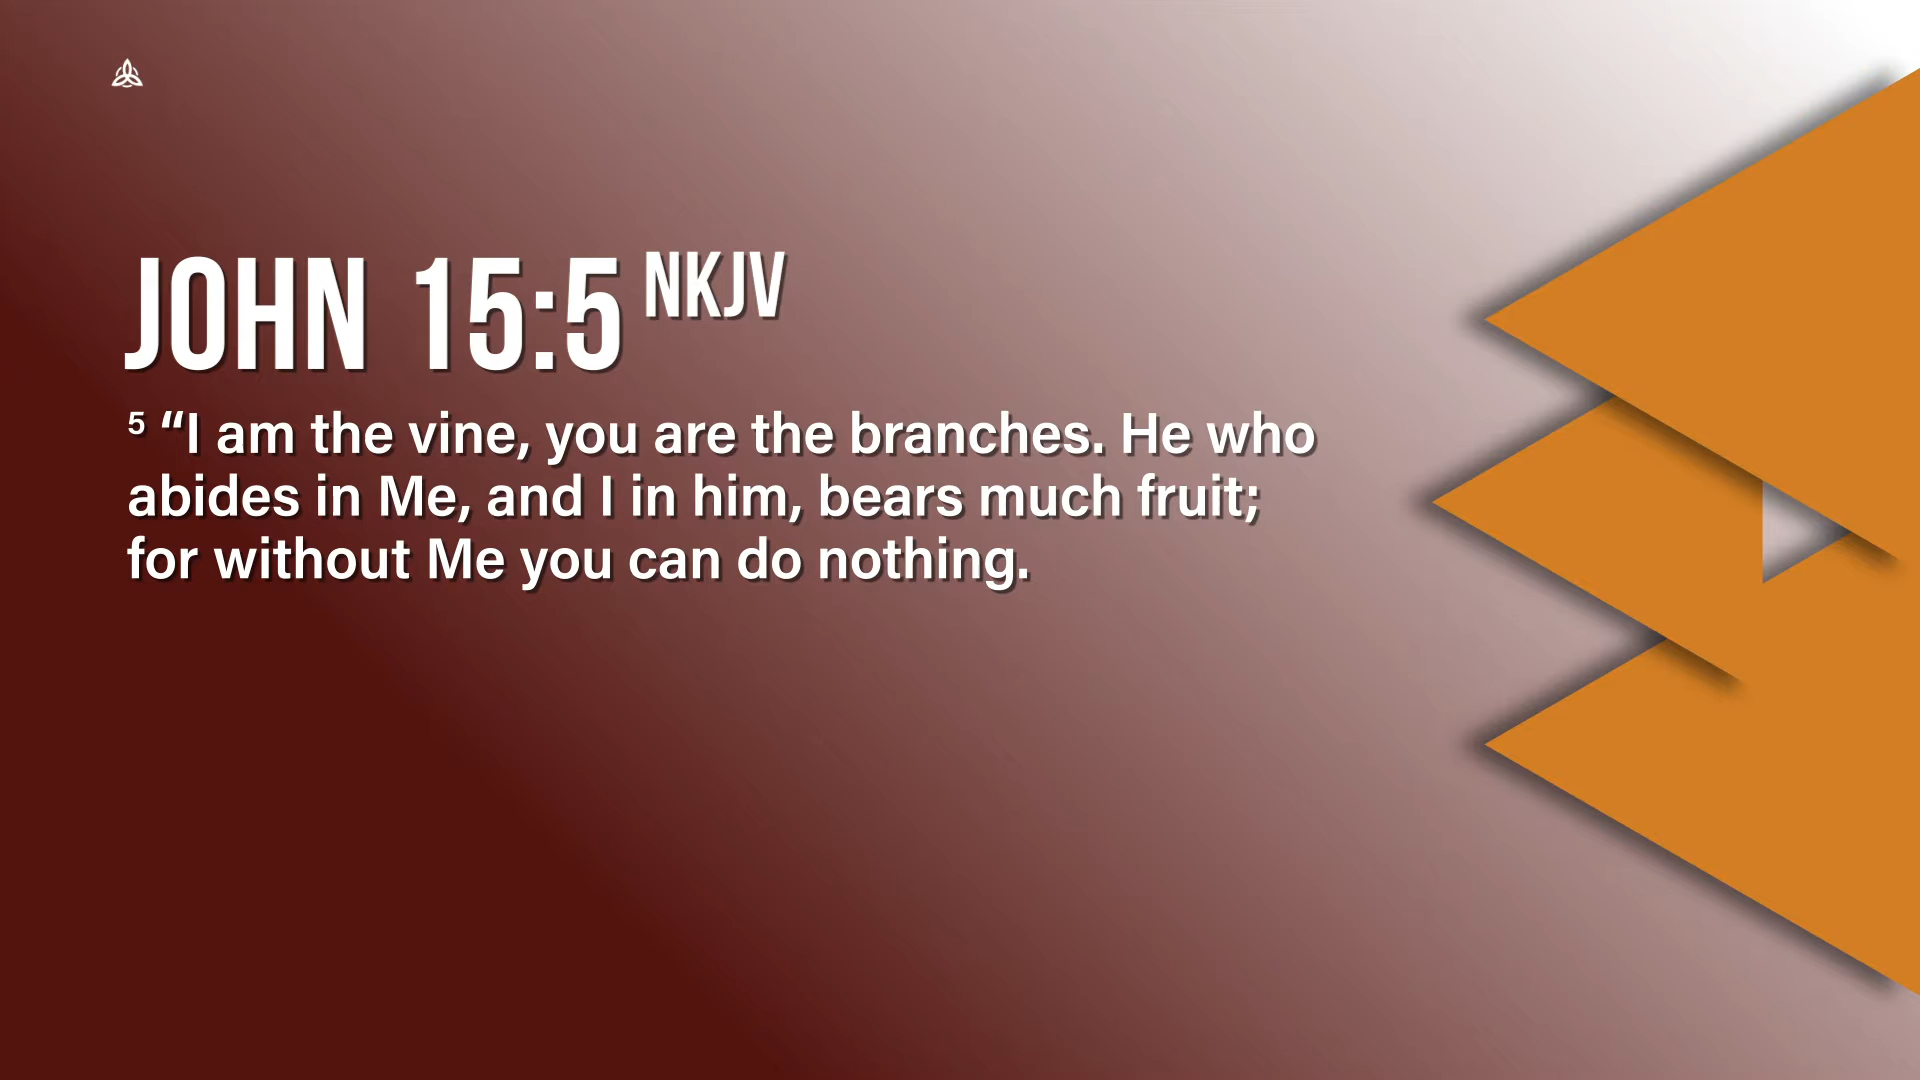 JOHN 15:5 NKJV
5 “I am the vine, you are the branches. He who
abides in Me, and I in him, bears much fruit;
for without Me you can do nothing.